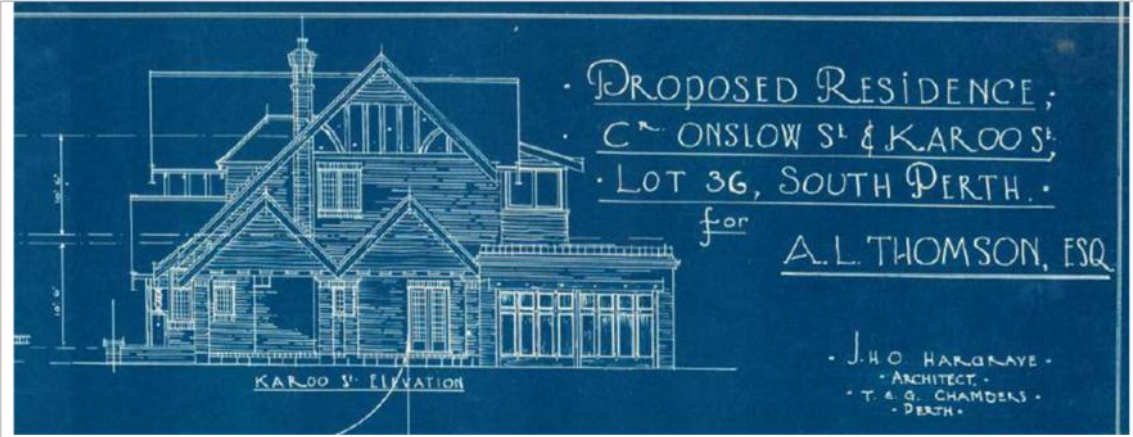 · PROPOSED RESIDENCE,
· CR. ONSLOW ST. & KAROO ST.
· LOT 36, SOUTH PERTH. ·
for
A.L. THOMSON, ESQ
KAROO ST. ELEVATION
· J.H.O HARGRAVE ·
· ARCHITECT ·
· T. & G. CHAMBERS ·
· PERTH ·